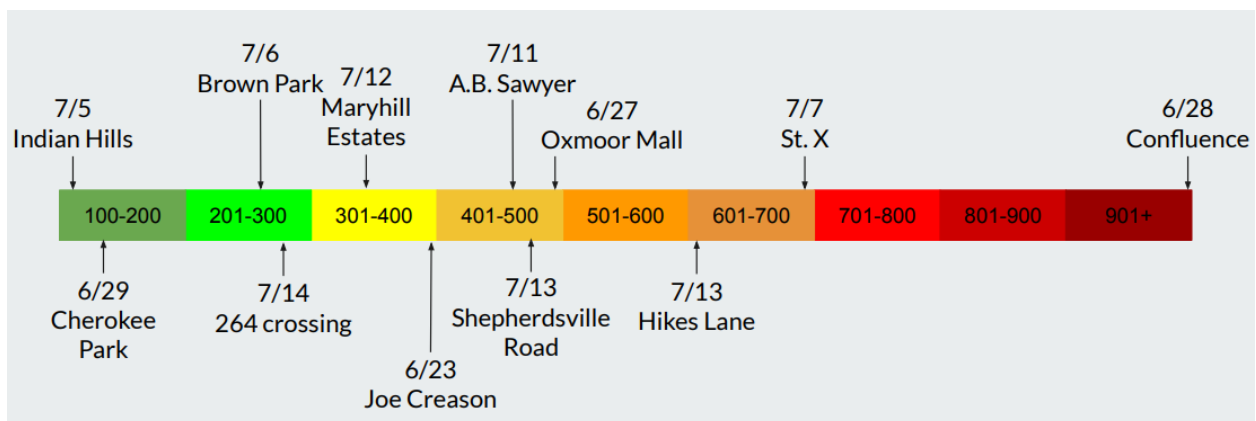 7/5
Indian Hills
7/6
Brown Park
7/12
Maryhill
Estates
7/11
A.B. Sawyer
6/27
Oxmoor Mall
7/7
St. X
6/28
Confluence
100-200
201-300
301-400
401-500
501-600
601-700
701-800
801-900
901+
6/29
Cherokee
Park
7/14
264 crossing
6/23
Joe Creason
7/13
Shepherdsville
Road
7/13
Hikes Lane